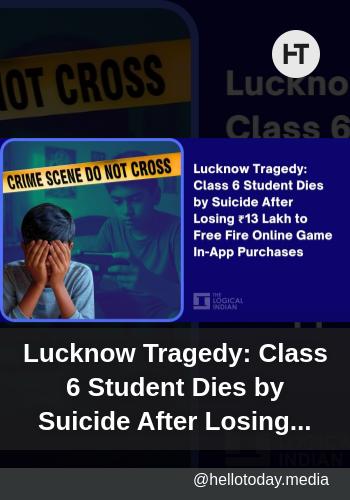 HT
NOT CROSS
Luckno
Class 6
CRIME SCENE DO NOT CROSS
Lucknow Tragedy:
Class 6 Student Dies
by Suicide After
Losing ₹13 Lakh to
Free Fire Online Game
In-App Purchases
THE
LOGICAL
INDIAN
Lucknow Tragedy: Class
6 Student Dies by
Suicide After Losing...
@hellotoday.media